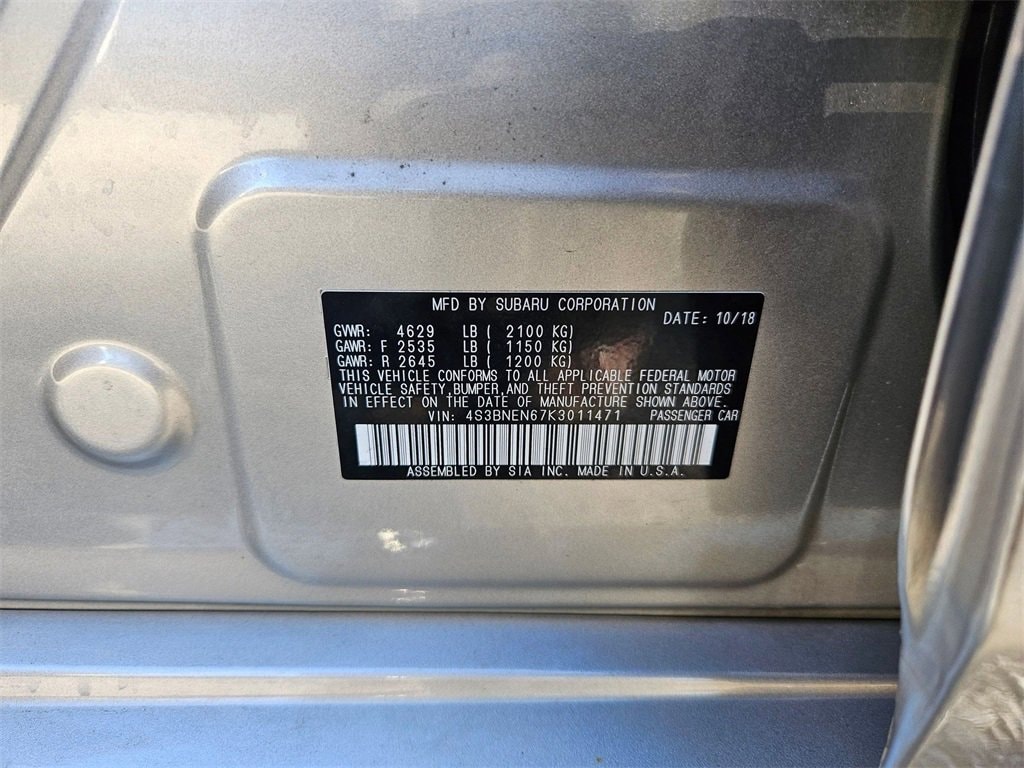 MFD BY SUBARU CORPORATION
DATE: 10/18
GVWR: 4629 LB ( 2100 KG)
GAWR: F 2535 LB ( 1150 KG)
GAWR: R 2645 LB ( 1200 KG)
THIS VEHICLE CONFORMS TO ALL APPLICABLE FEDERAL MOTOR
VEHICLE SAFETY,BUMPER,AND THEFT PREVENTION STANDARDS
IN EFFECT ON THE DATE OF MANUFACTURE SHOWN ABOVE.
VIN: 4S3BNEN67K3011471 PASSENGER CAR
ASSEMBLED BY SIA INC. MADE IN U.S.A.